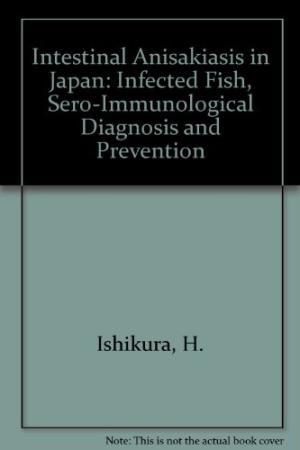 Intestinal Anisakiasis in
Japan: Infected Fish,
Sero-Immunological
Diagnosis and
Prevention
Ishikura, H.
Note: This is not the actual book cover